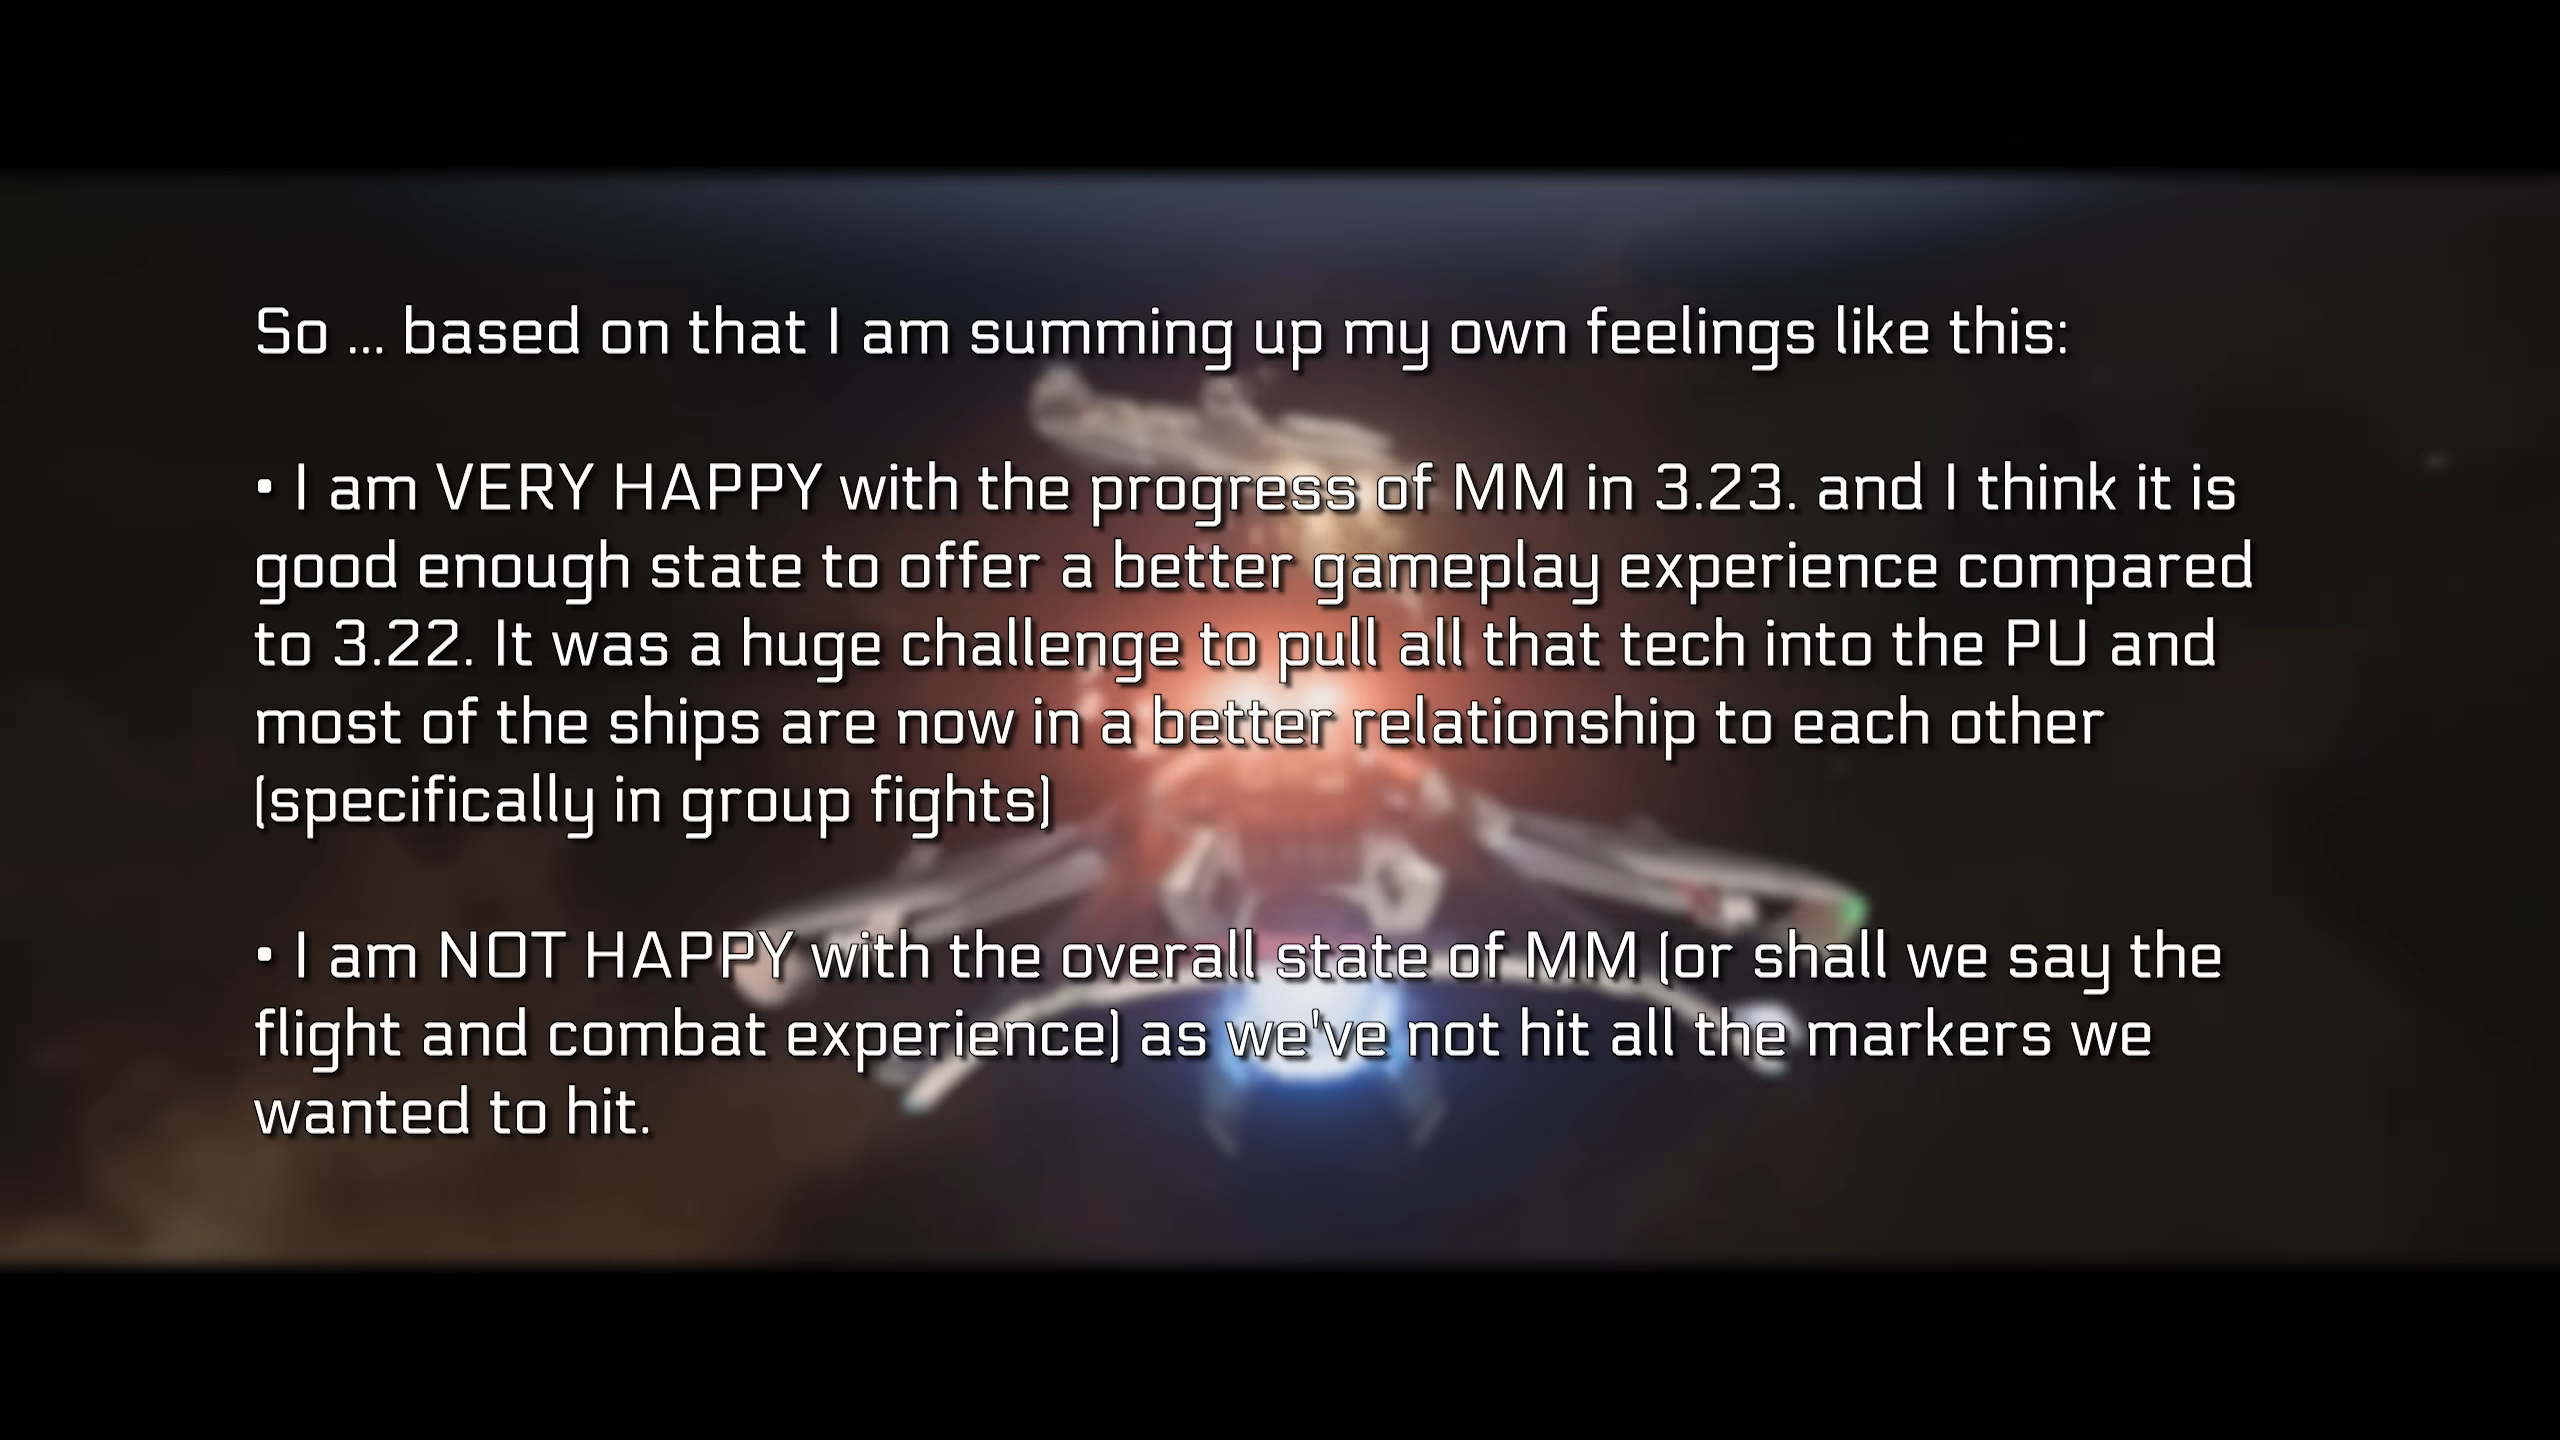 So ... based on that I am summing up my own feelings like this:
• I am VERY HAPPY with the progress of MM in 3.23. and I think it is
good enough state to offer a better gameplay experience compared
to 3.22. It was a huge challenge to pull all that tech into the PU and
most of the ships are now in a better relationship to each other
(specifically in group fights)
• I am NOT HAPPY with the overall state of MM (or shall we say the
flight and combat experience) as we've not hit all the markers we
wanted to hit.